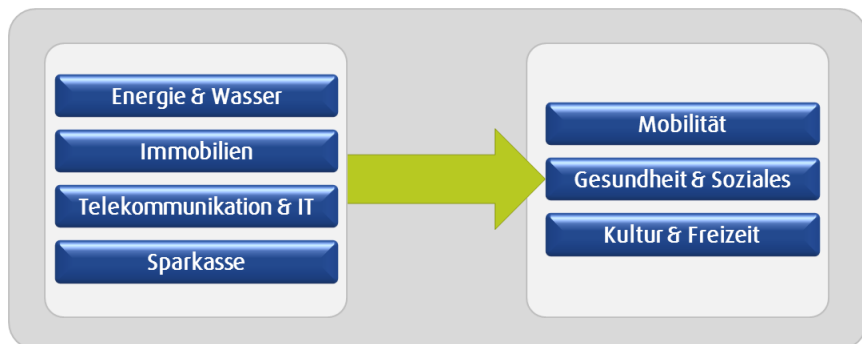 Energie & Wasser
Immobilien
Telekommunikation & IT
Sparkasse
Mobilität
Gesundheit & Soziales
Kultur & Freizeit